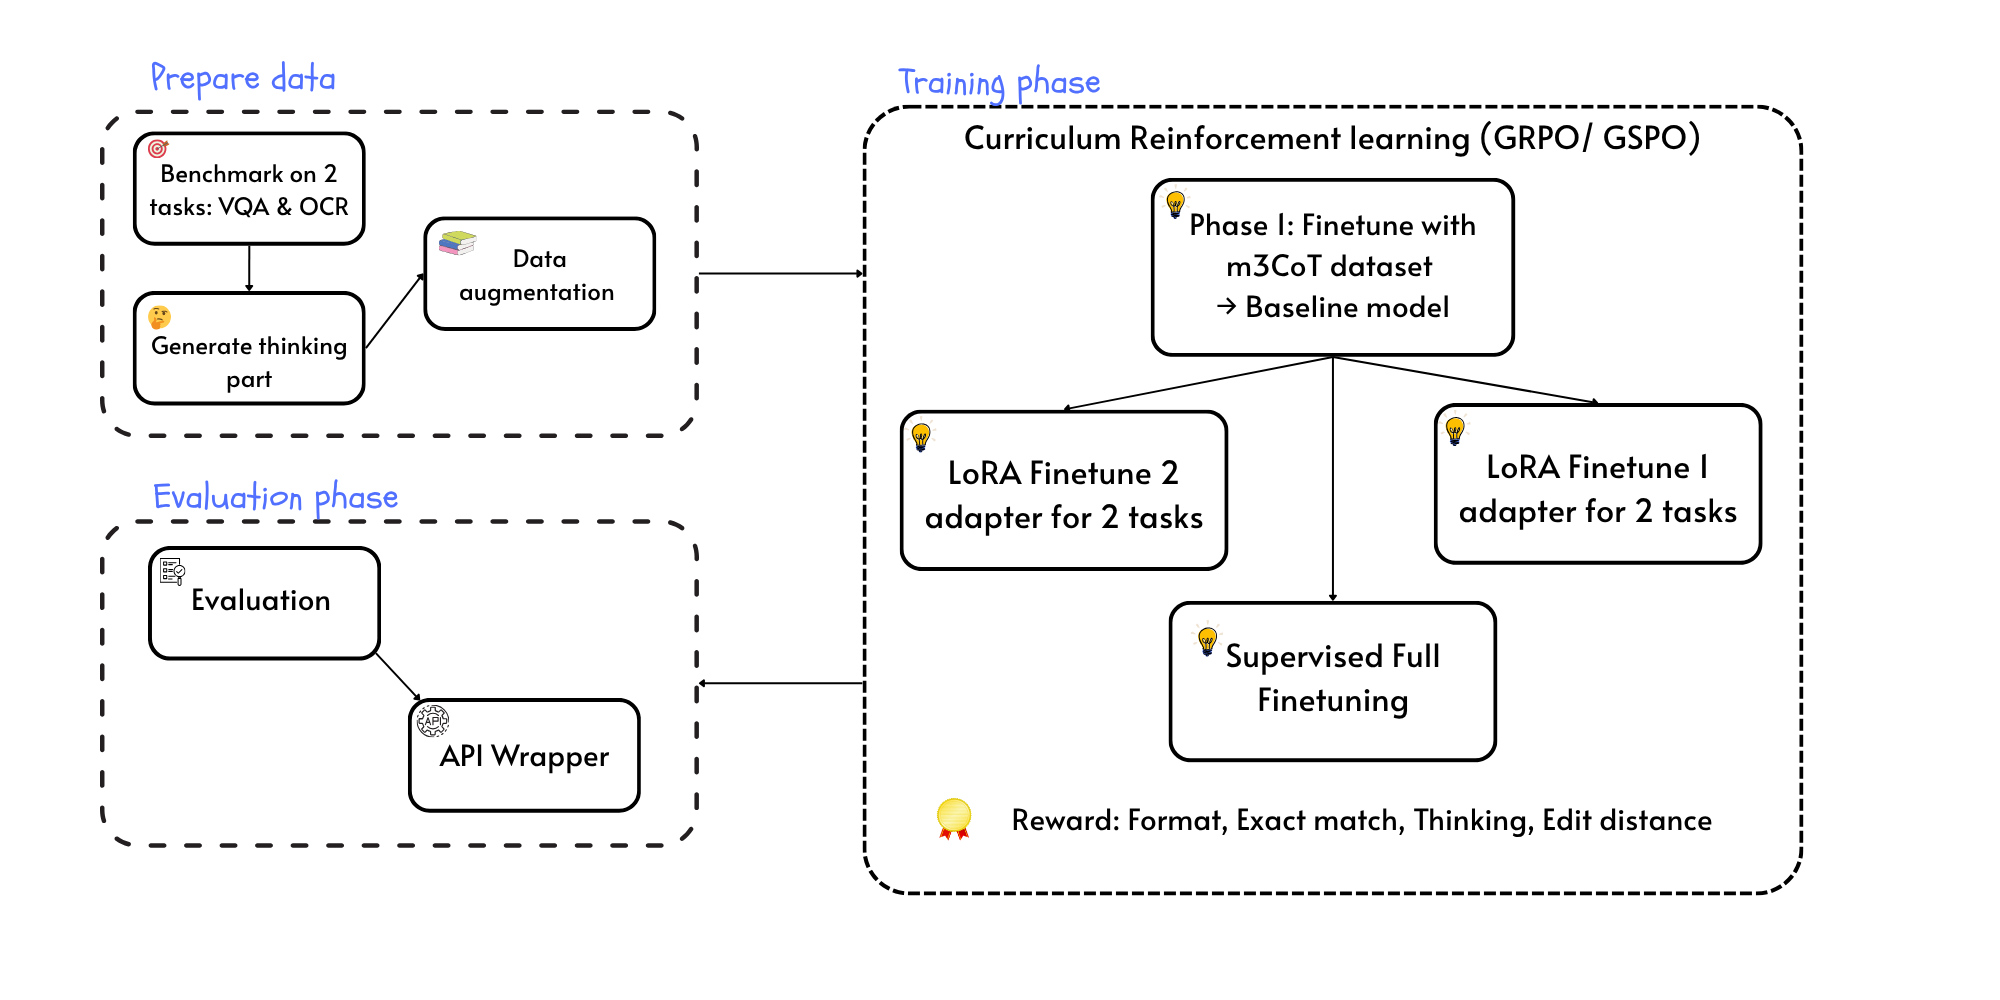 Prepare data
Benchmark on 2
tasks: VQA & OCR
Generate thinking
part
Data
augmentation
Training phase
Curriculum Reinforcement learning (GRPO/ GSPO)
Phase 1: Finetune with
m3CoT dataset
→ Baseline model
LoRA Finetune 2
adapter for 2 tasks
LoRA Finetune 1
adapter for 2 tasks
Supervised Full
Finetuning
Reward: Format, Exact match, Thinking, Edit distance
Evaluation phase
Evaluation
API
API Wrapper